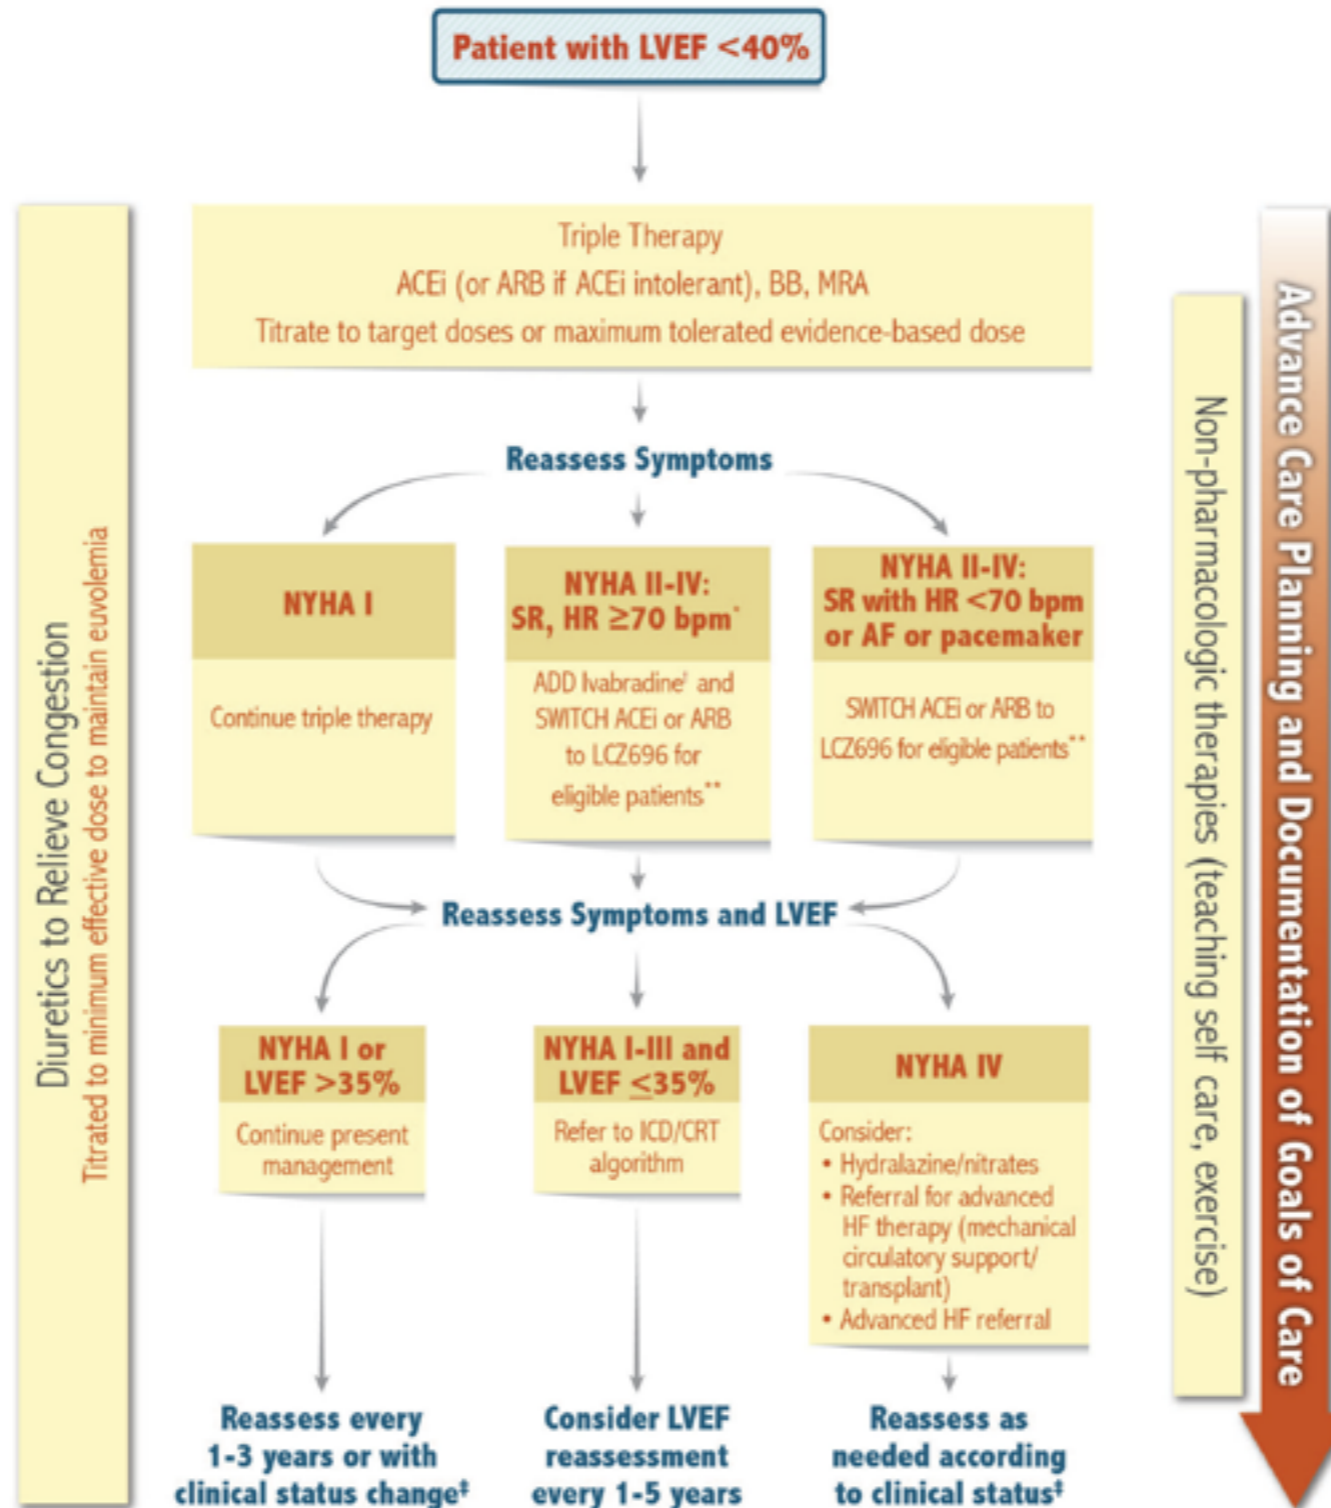 Patient with LVEF <40%
Triple Therapy
ACEi (or ARB if ACEi intolerant), BB, MRA
Titrate to target doses or maximum tolerated evidence-based dose
Reassess Symptoms
NYHA I
Continue triple therapy
NYHA II-IV:
SR, HR ≥70 bpm*
ADD Ivabradine† and
SWITCH ACEi or ARB
to LCZ696 for
eligible patients**
NYHA II-IV:
SR with HR <70 bpm
or AF or pacemaker
SWITCH ACEi or ARB to
LCZ696 for eligible patients**
Reassess Symptoms and LVEF
NYHA I or
LVEF >35%
Continue present
management
NYHA I-III and
LVEF ≤35%
Refer to ICD/CRT
algorithm
NYHA IV
Consider:
• Hydralazine/nitrates
• Referral for advanced
HF therapy (mechanical
circulatory support/
transplant)
• Advanced HF referral
Reassess every
1-3 years or with
clinical status change‡
Consider LVEF
reassessment
every 1-5 years
Reassess as
needed according
to clinical status‡
Diuretics to Relieve Congestion
Titrated to minimum effective dose to maintain euvolemia
Non-pharmacologic therapies (teaching self care, exercise)
Advance Care Planning and Documentation of Goals of Care